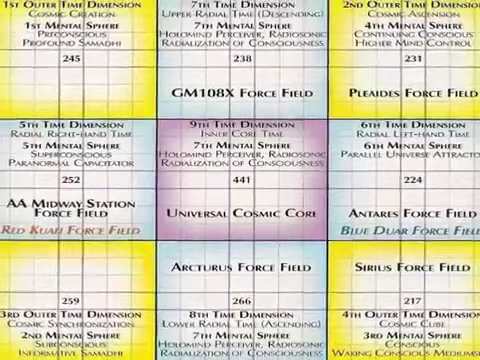 1st Outer Time Dimension
Cosmic Creation
1st Mental Sphere
Preconscious
Profound Samadhi
245
7th Time Dimension
Upper Radial Time (Descending)
7th Mental Sphere
Holomind Perceiver, Radiosonic
Radialization of Consciousness
238
GM108X Force Field
2nd Outer Time Dimension
Cosmic Ascension
4th Mental Sphere
Continuing Conscious
Higher Mind Control
231
Pleaides Force Field
5th Time Dimension
Radial Right-Hand Time
5th Mental Sphere
Superconscious
Paranormal Capacitator
252
AA Midway Station
Force Field
Red Kuali Force Field
9th Time Dimension
Inner Core Time
7th Mental Sphere
Holomind Perceiver, Radiosonic
Radialization of Consciousness
441
Universal Cosmic Core
6th Time Dimension
Radial Left-Hand Time
6th Mental Sphere
Parallel Universe Attracto
224
Antares Force Field
Blue Duar Force Field
259
3rd Outer Time Dimension
Cosmic Synchronization
2nd Mental Sphere
Subconscious
Informative Samadhi
Arcturus Force Field
266
8th Time Dimension
Lower Radial Time (Ascending)
7th Mental Sphere
Holomind Perceiver, Radiosonic
Radialization of Consciousness
Sirius Force Field
217
4th Outer Time Dimension
Cosmic Cube
3rd Mental Sphere
Conscious
Waking Conscious Mediums